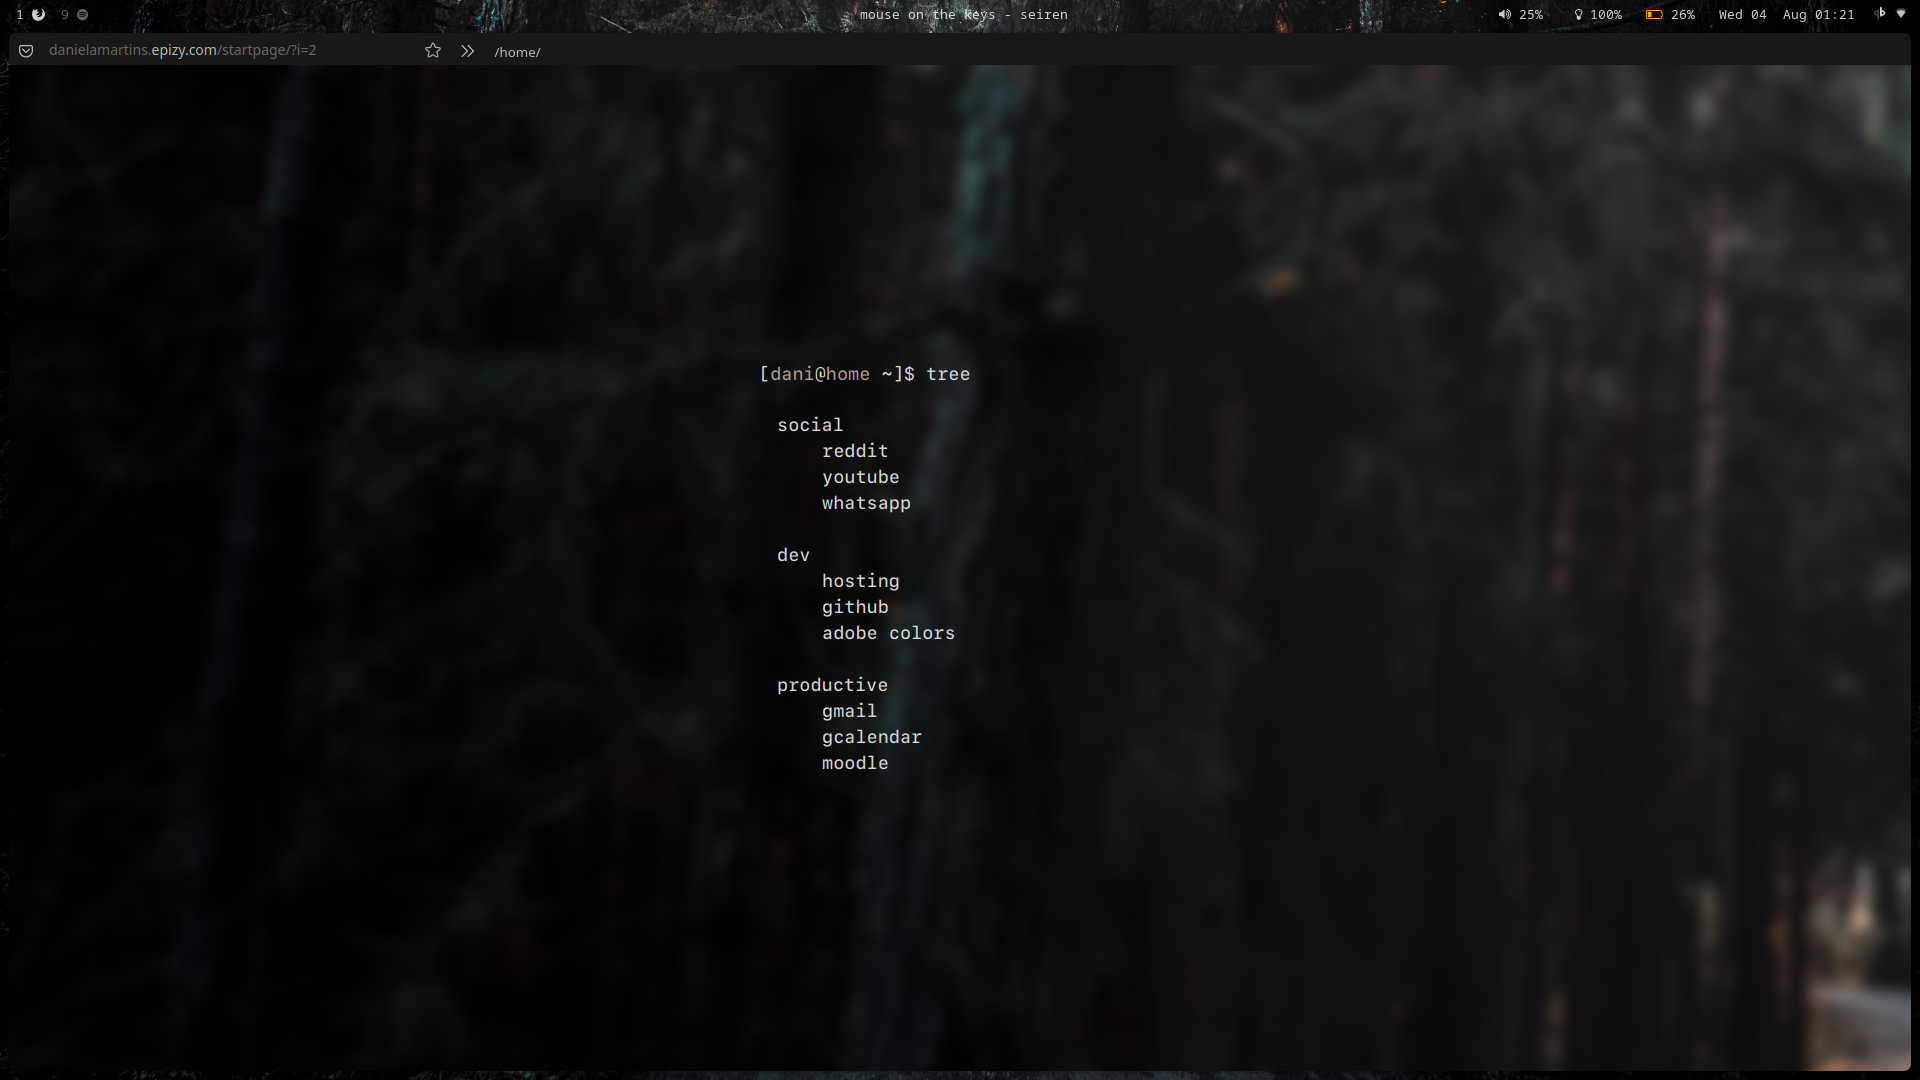 1 9 mouse on the keys - seiren 25% 100% 26% Wed 04 Aug 01:21
danielamartins.epizy.com/startpage/?i=2 /home/
[dani@home ~]$ tree
social
reddit
youtube
whatsapp
dev
hosting
github
adobe colors
productive
gmail
gcalendar
moodle